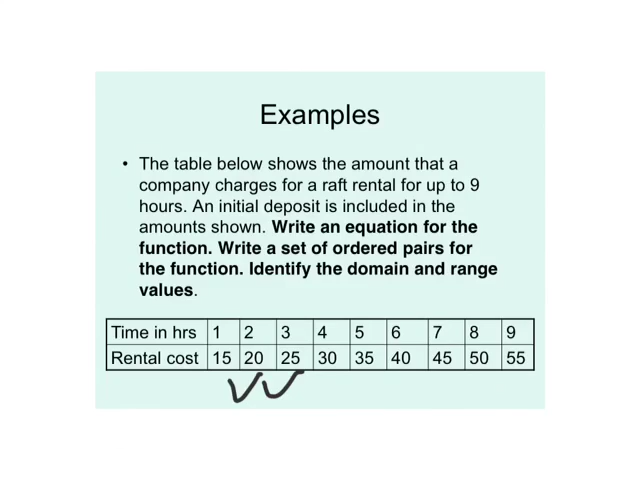 Examples
• The table below shows the amount that a
company charges for a raft rental for up to 9
hours. An initial deposit is included in the
amounts shown. Write an equation for the
function. Write a set of ordered pairs for
the function. Identify the domain and range
values.
Time in hrs 1 2 3 4 5 6 7 8 9
Rental cost 15 20 25 30 35 40 45 50 55